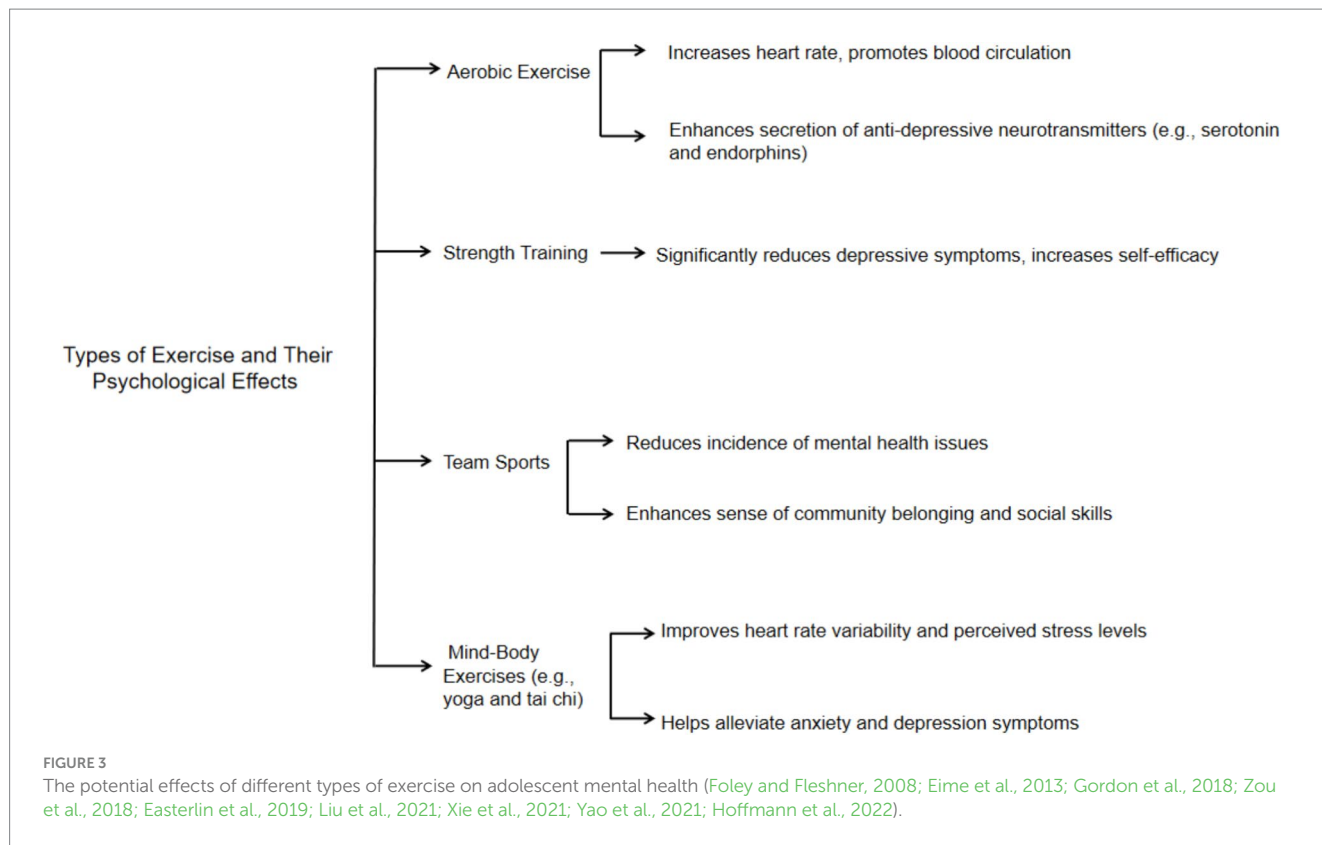 Increases heart rate, promotes blood circulation
Aerobic Exercise
Enhances secretion of anti-depressive neurotransmitters (e.g., serotonin
and endorphins)
Strength Training
Significantly reduces depressive symptoms, increases self-efficacy
Types of Exercise and Their
Psychological Effects
Reduces incidence of mental health issues
Team Sports
Enhances sense of community belonging and social skills
Improves heart rate variability and perceived stress levels
Mind-Body
Exercises (e.g.,
yoga and tai chi)
Helps alleviate anxiety and depression symptoms
FIGURE 3
The potential effects of different types of exercise on adolescent mental health (Foley and Fleshner, 2008; Eime et al., 2013; Gordon et al., 2018; Zou
et al., 2018; Easterlin et al., 2019; Liu et al., 2021; Xie et al., 2021; Yao et al., 2021; Hoffmann et al., 2022).